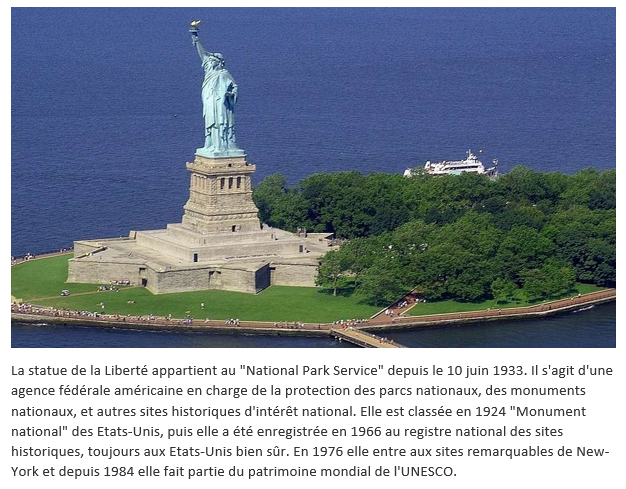 La statue de la Liberté appartient au "National Park Service" depuis le 10 juin 1933. Il s'agit d'une
agence fédérale américaine en charge de la protection des parcs nationaux, des monuments
nationaux, et autres sites historiques d'intérêt national. Elle est classée en 1924 "Monument
national" des Etats-Unis, puis elle a été enregistrée en 1966 au registre national des sites
historiques, toujours aux Etats-Unis bien sûr. En 1976 elle entre aux sites remarquables de New-
York et depuis 1984 elle fait partie du patrimoine mondial de l'UNESCO.